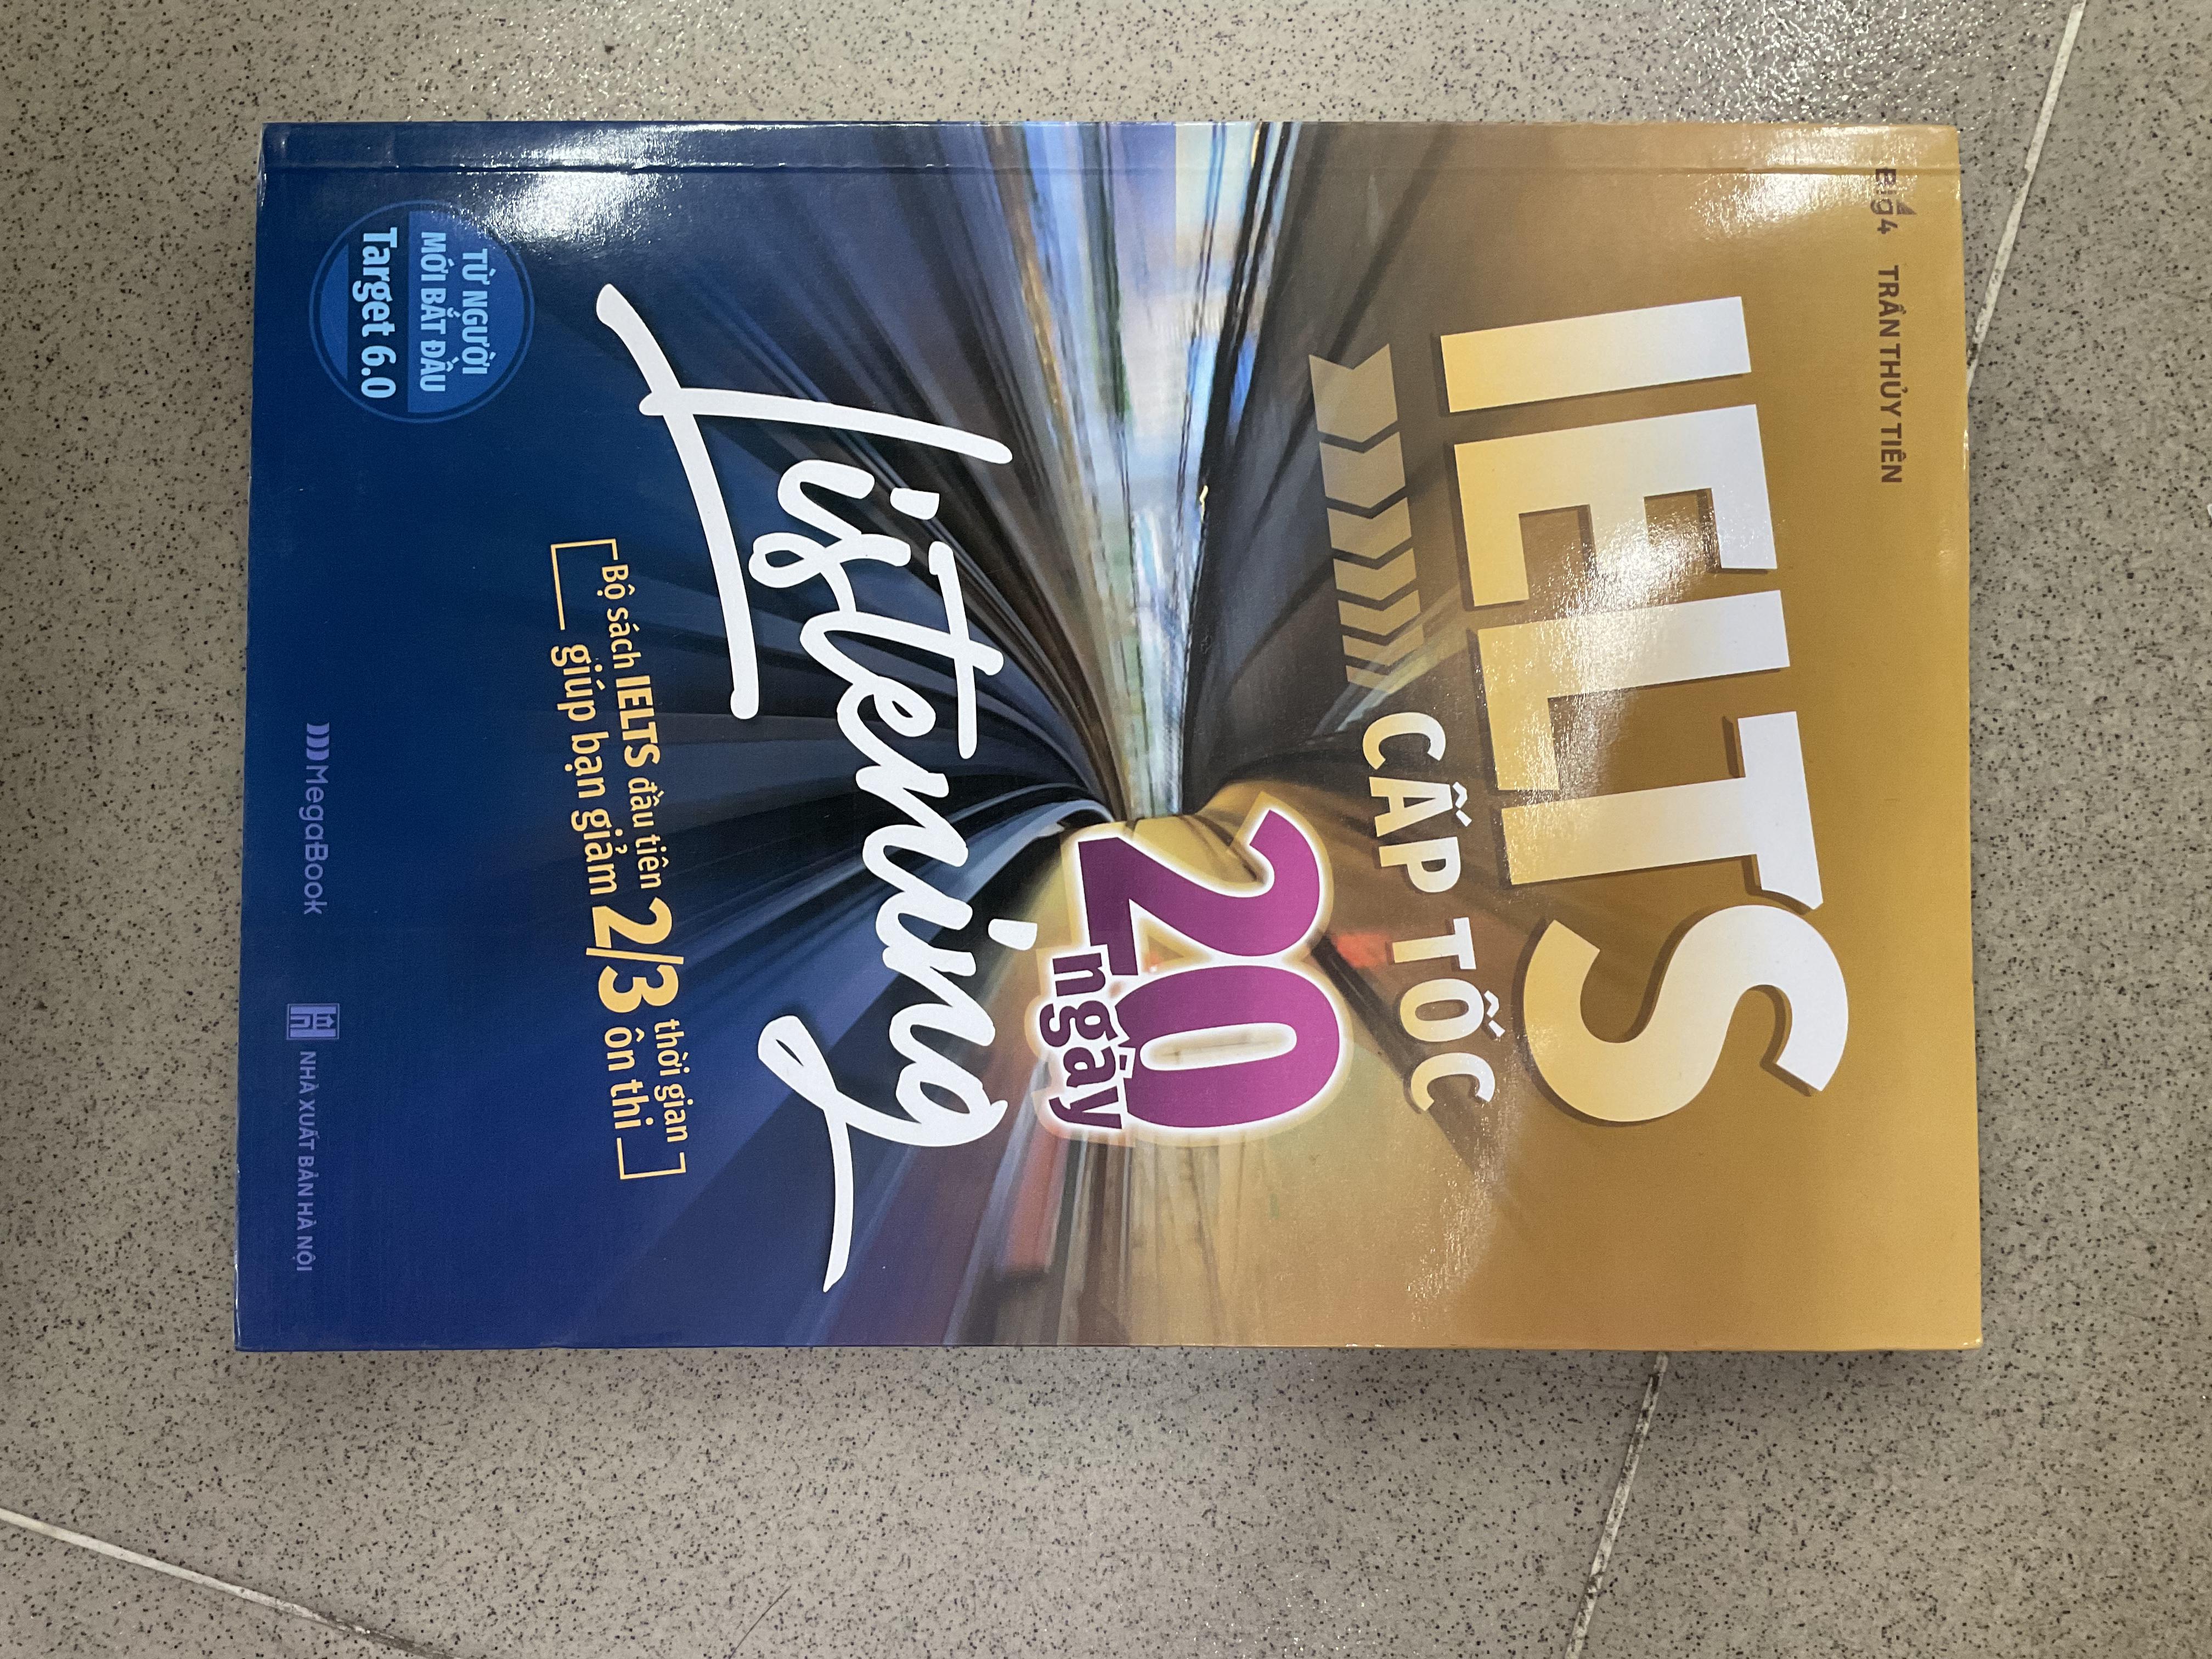 Big4 TRẦN THỦY TIÊN
IELTS
CẤP TỐC
20
ngày
Listening
Bộ sách IELTS đầu tiên
giúp bạn giảm 2/3 thời gian
ôn thi
TỪ NGƯỜI
MỚI BẮT ĐẦU
Target 6.0
MegaBook
NHÀ XUẤT BẢN HÀ NỘI